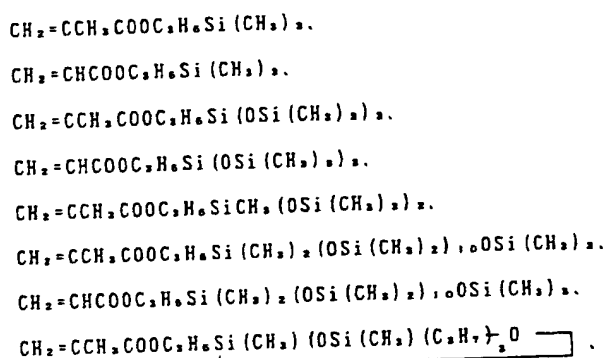 CH₂=CCH₃COOC₃H₆Si(CH₃)₃.
CH₂=CHCOOC₃H₆Si(CH₃)₃.
CH₂=CCH₃COOC₃H₆Si(OSi(CH₃)₃)₃.
CH₂=CHCOOC₃H₆Si(OSi(CH₃)₃)₃.
CH₂=CCH₃COOC₃H₆SiCH₃(OSi(CH₃)₃)₂.
CH₂=CCH₃COOC₃H₆Si(CH₃)₂(OSi(CH₃)₂)₁₀OSi(CH₃)₃.
CH₂=CHCOOC₃H₆Si(CH₃)₂(OSi(CH₃)₂)₁₀OSi(CH₃)₃.
CH₂=CCH₃COOC₃H₆Si(CH₃)(OSi(CH₃)(C₃H₇)₃O.